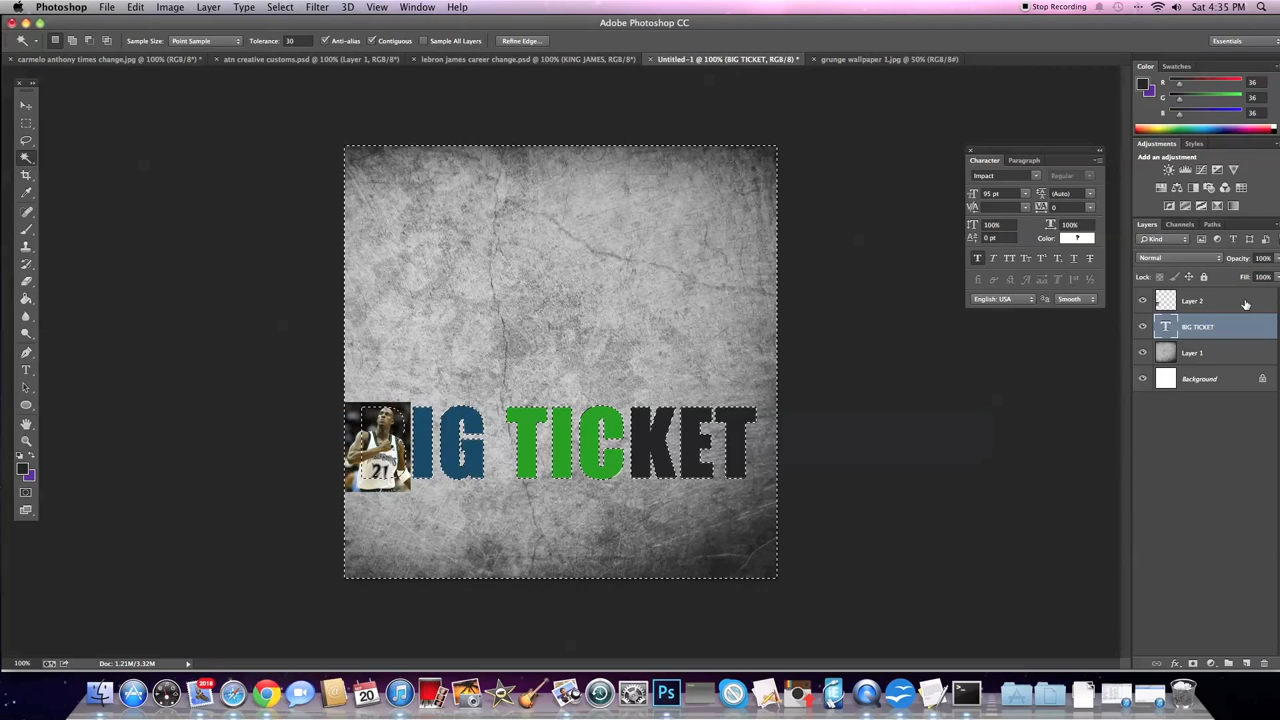 Photoshop File Edit Image Layer Type Select Filter 3D View Window Help Stop Recording Sat 4:35 PM
Adobe Photoshop CC
Sample Size: Point Sample Tolerance: 30 Anti-alias Contiguous Sample All Layers Refine Edge... Essentials
carmelo anthony times change.jpg @ 100% (RGB/8*) * atn creative customs.psd @ 100% (Layer 1, RGB/8*) lebron james career change.psd @ 100% (KING JAMES, RGB/8*) Untitled-1 @ 100% (BIG TICKET, RGB/8) * grunge wallpaper 1.jpg @ 50% (RGB/8#)
Color Swatches
R 36
G 36
B 36
Adjustments Styles
Add an adjustment
Character Paragraph
Impact Regular
95 pt (Auto)
0
100% 100%
0 pt Color: ?
English: USA Smooth
Layers Channels Paths
Kind
Normal Opacity: 100%
Lock: Fill: 100%
Layer 2
BIG TICKET
Layer 1
Background
IG TICKET
21
100% Doc: 1.21M/3.32M
2018
20
Ps